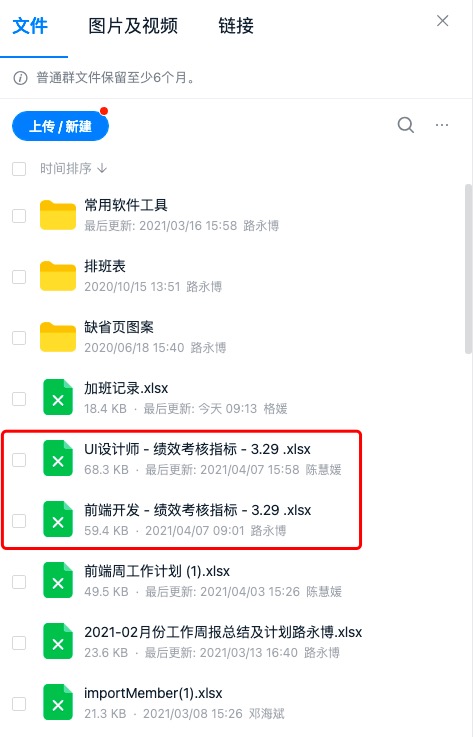 文件 图片及视频 链接
普通群文件保留至少6个月。
上传 / 新建
时间排序
常用软件工具
最后更新: 2021/03/16 15:58 路永博
排班表
2020/10/15 13:51 路永博
缺省页图案
2020/06/18 15:40 路永博
加班记录.xlsx
18.4 KB · 最后更新: 今天 09:13 格媛
UI设计师 - 绩效考核指标 - 3.29 .xlsx
68.3 KB · 最后更新: 2021/04/07 15:58 陈慧媛
前端开发 - 绩效考核指标 - 3.29 .xlsx
59.4 KB · 2021/04/07 09:01 路永博
前端周工作计划 (1).xlsx
49.5 KB · 最后更新: 2021/04/03 15:26 陈慧媛
2021-02月份工作周报总结及计划路永博.xlsx
23.6 KB · 最后更新: 2021/03/13 16:40 路永博
importMember(1).xlsx
21.3 KB · 2021/03/08 15:26 邓海斌